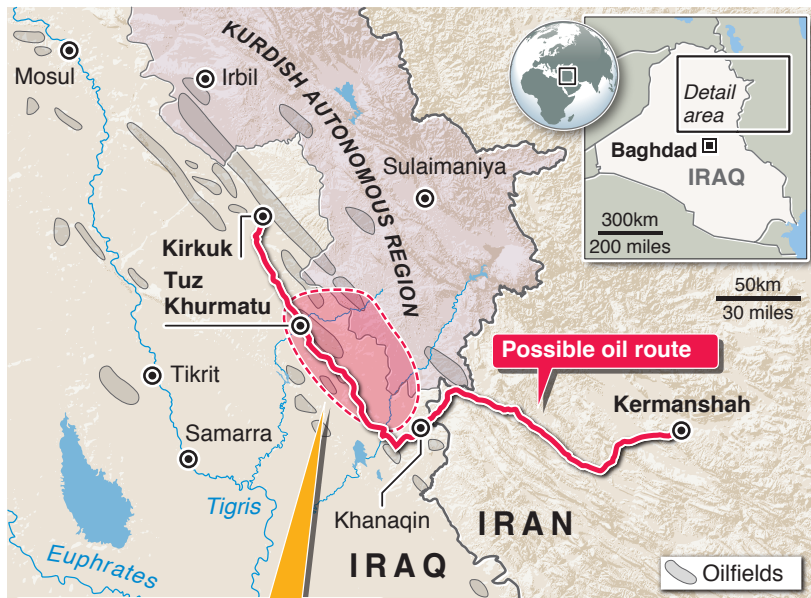 Mosul
Irbil
KURDISH AUTONOMOUS REGION
Sulaimaniya
Kirkuk
Tuz
Khurmatu
Tikrit
Samarra
Tigris
Euphrates
Khanaqin
IRAQ
IRAN
Possible oil route
Kermanshah
Detail
area
Baghdad
IRAQ
300km
200 miles
50km
30 miles
Oilfields